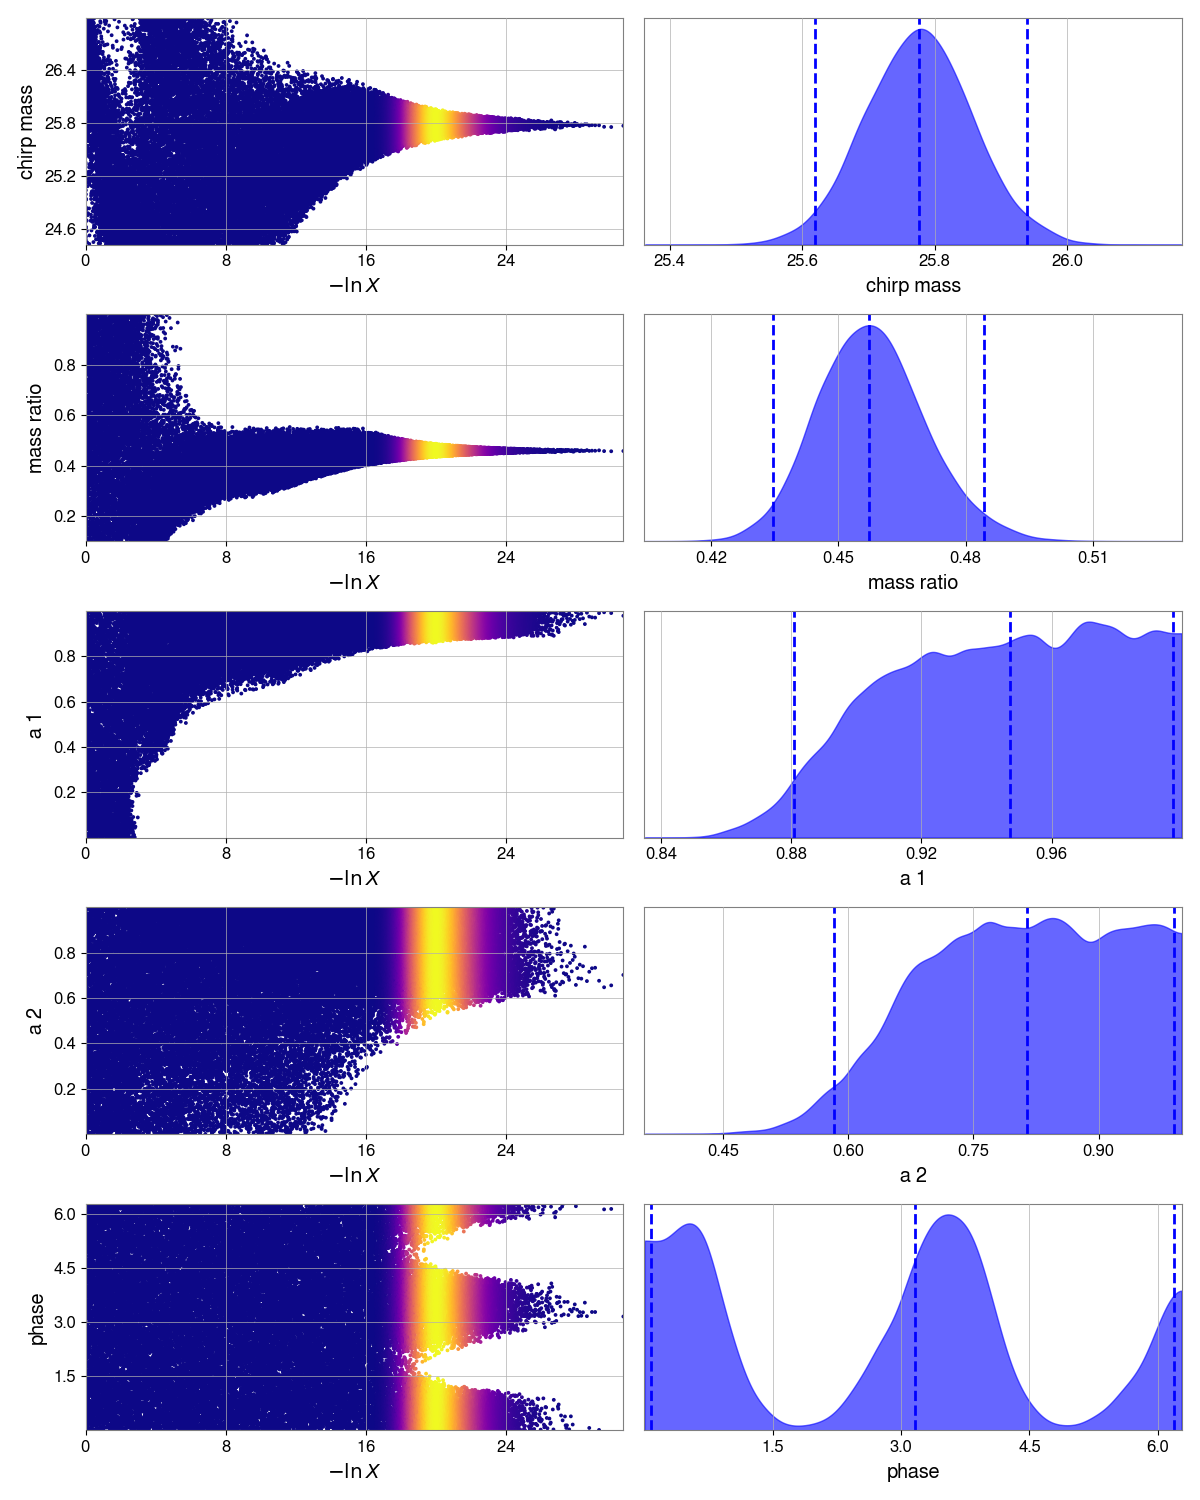 26.4
25.8
25.2
24.6
chirp mass
0 8 16 24
−ln X
25.4 25.6 25.8 26.0
chirp mass
0.8
0.6
0.4
0.2
mass ratio
0 8 16 24
−ln X
0.42 0.45 0.48 0.51
mass ratio
0.8
0.6
0.4
0.2
a 1
0 8 16 24
−ln X
0.84 0.88 0.92 0.96
a 1
0.8
0.6
0.4
0.2
a 2
0 8 16 24
−ln X
0.45 0.60 0.75 0.90
a 2
6.0
4.5
3.0
1.5
phase
0 8 16 24
−ln X
1.5 3.0 4.5 6.0
phase